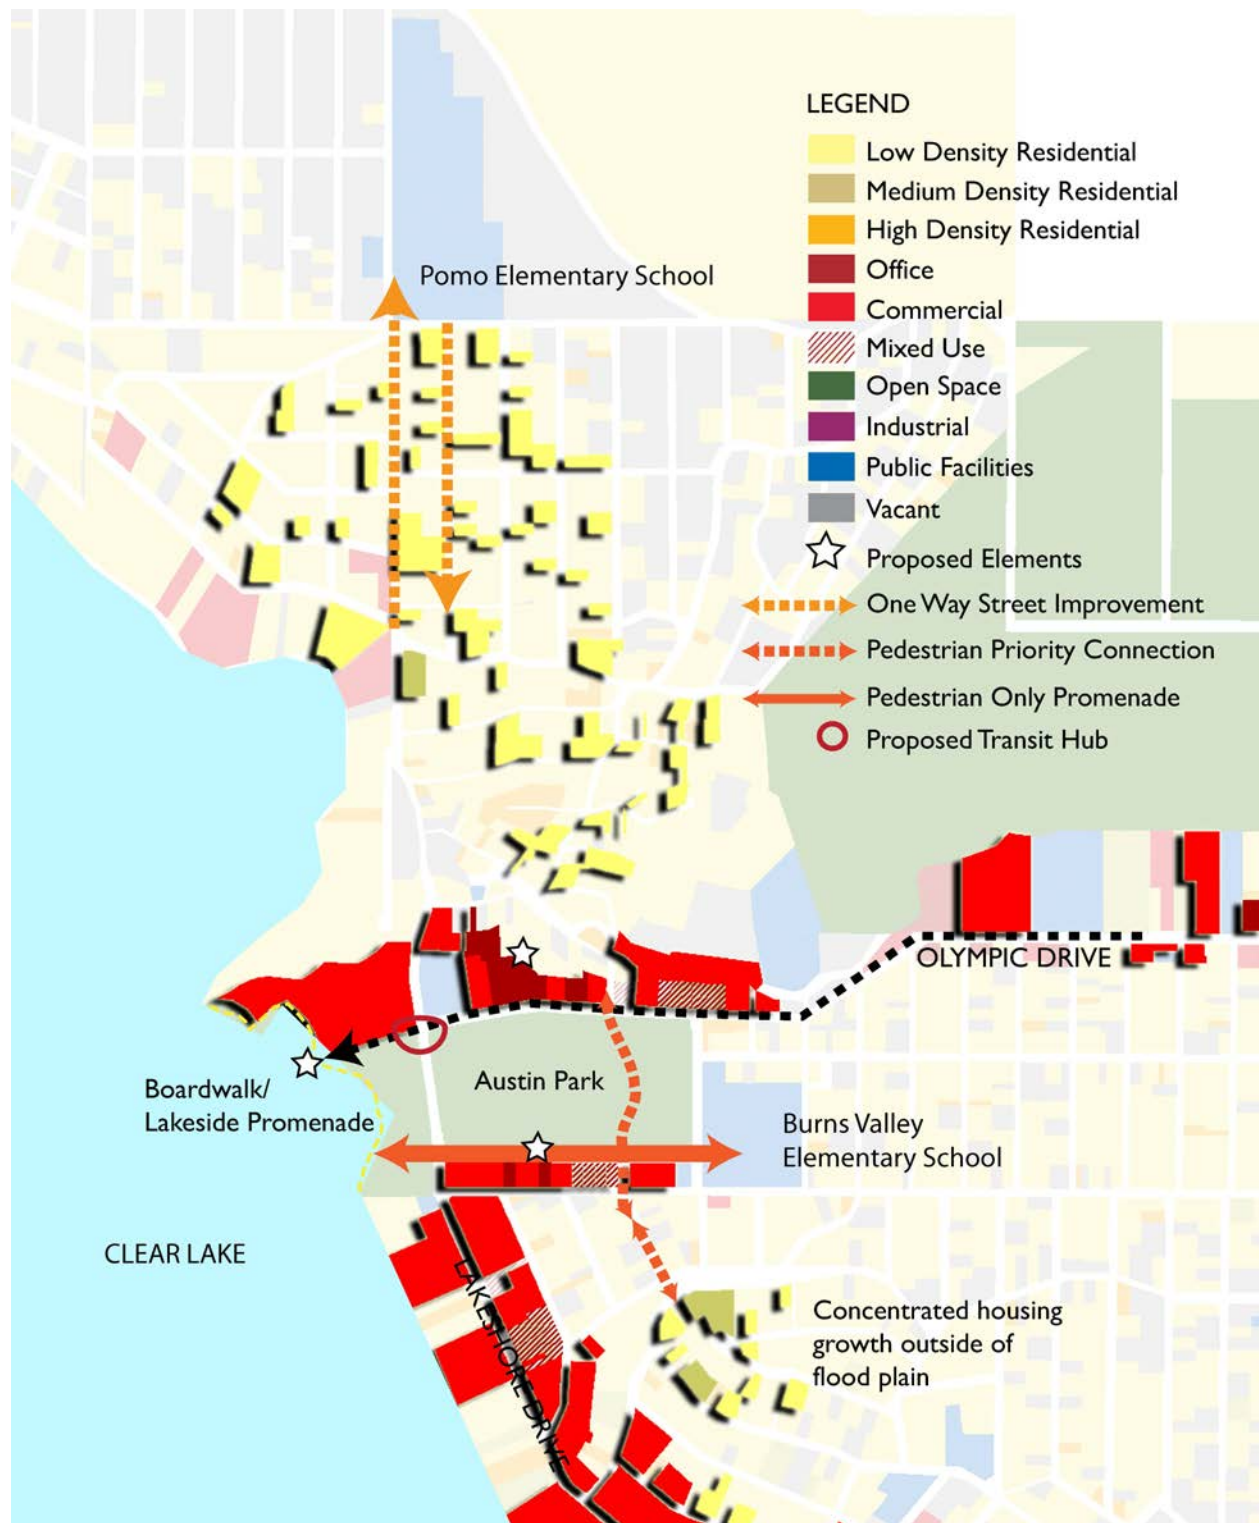 LEGEND
Low Density Residential
Medium Density Residential
High Density Residential
Office
Commercial
Mixed Use
Open Space
Industrial
Public Facilities
Vacant
Proposed Elements
One Way Street Improvement
Pedestrian Priority Connection
Pedestrian Only Promenade
Proposed Transit Hub
Pomo Elementary School
OLYMPIC DRIVE
Austin Park
Boardwalk/
Lakeside Promenade
Burns Valley
Elementary School
CLEAR LAKE
LAKESHORE DRIVE
Concentrated housing
growth outside of
flood plain